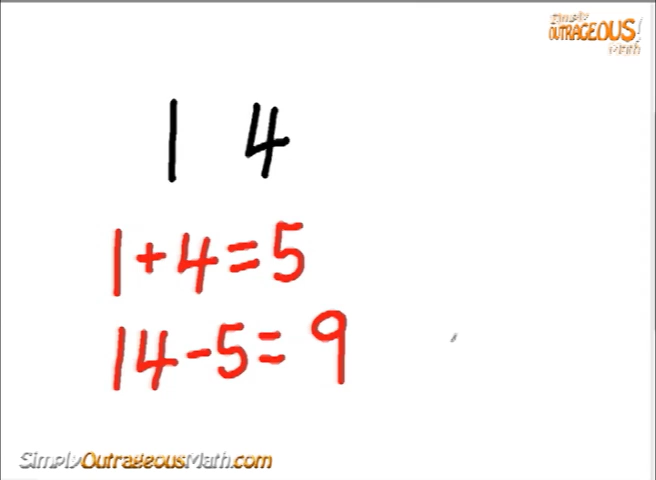 Simply
OUTRAGEOUS!
Math
1 4
1+4=5
14-5=9
SimplyOutrageousMath.com